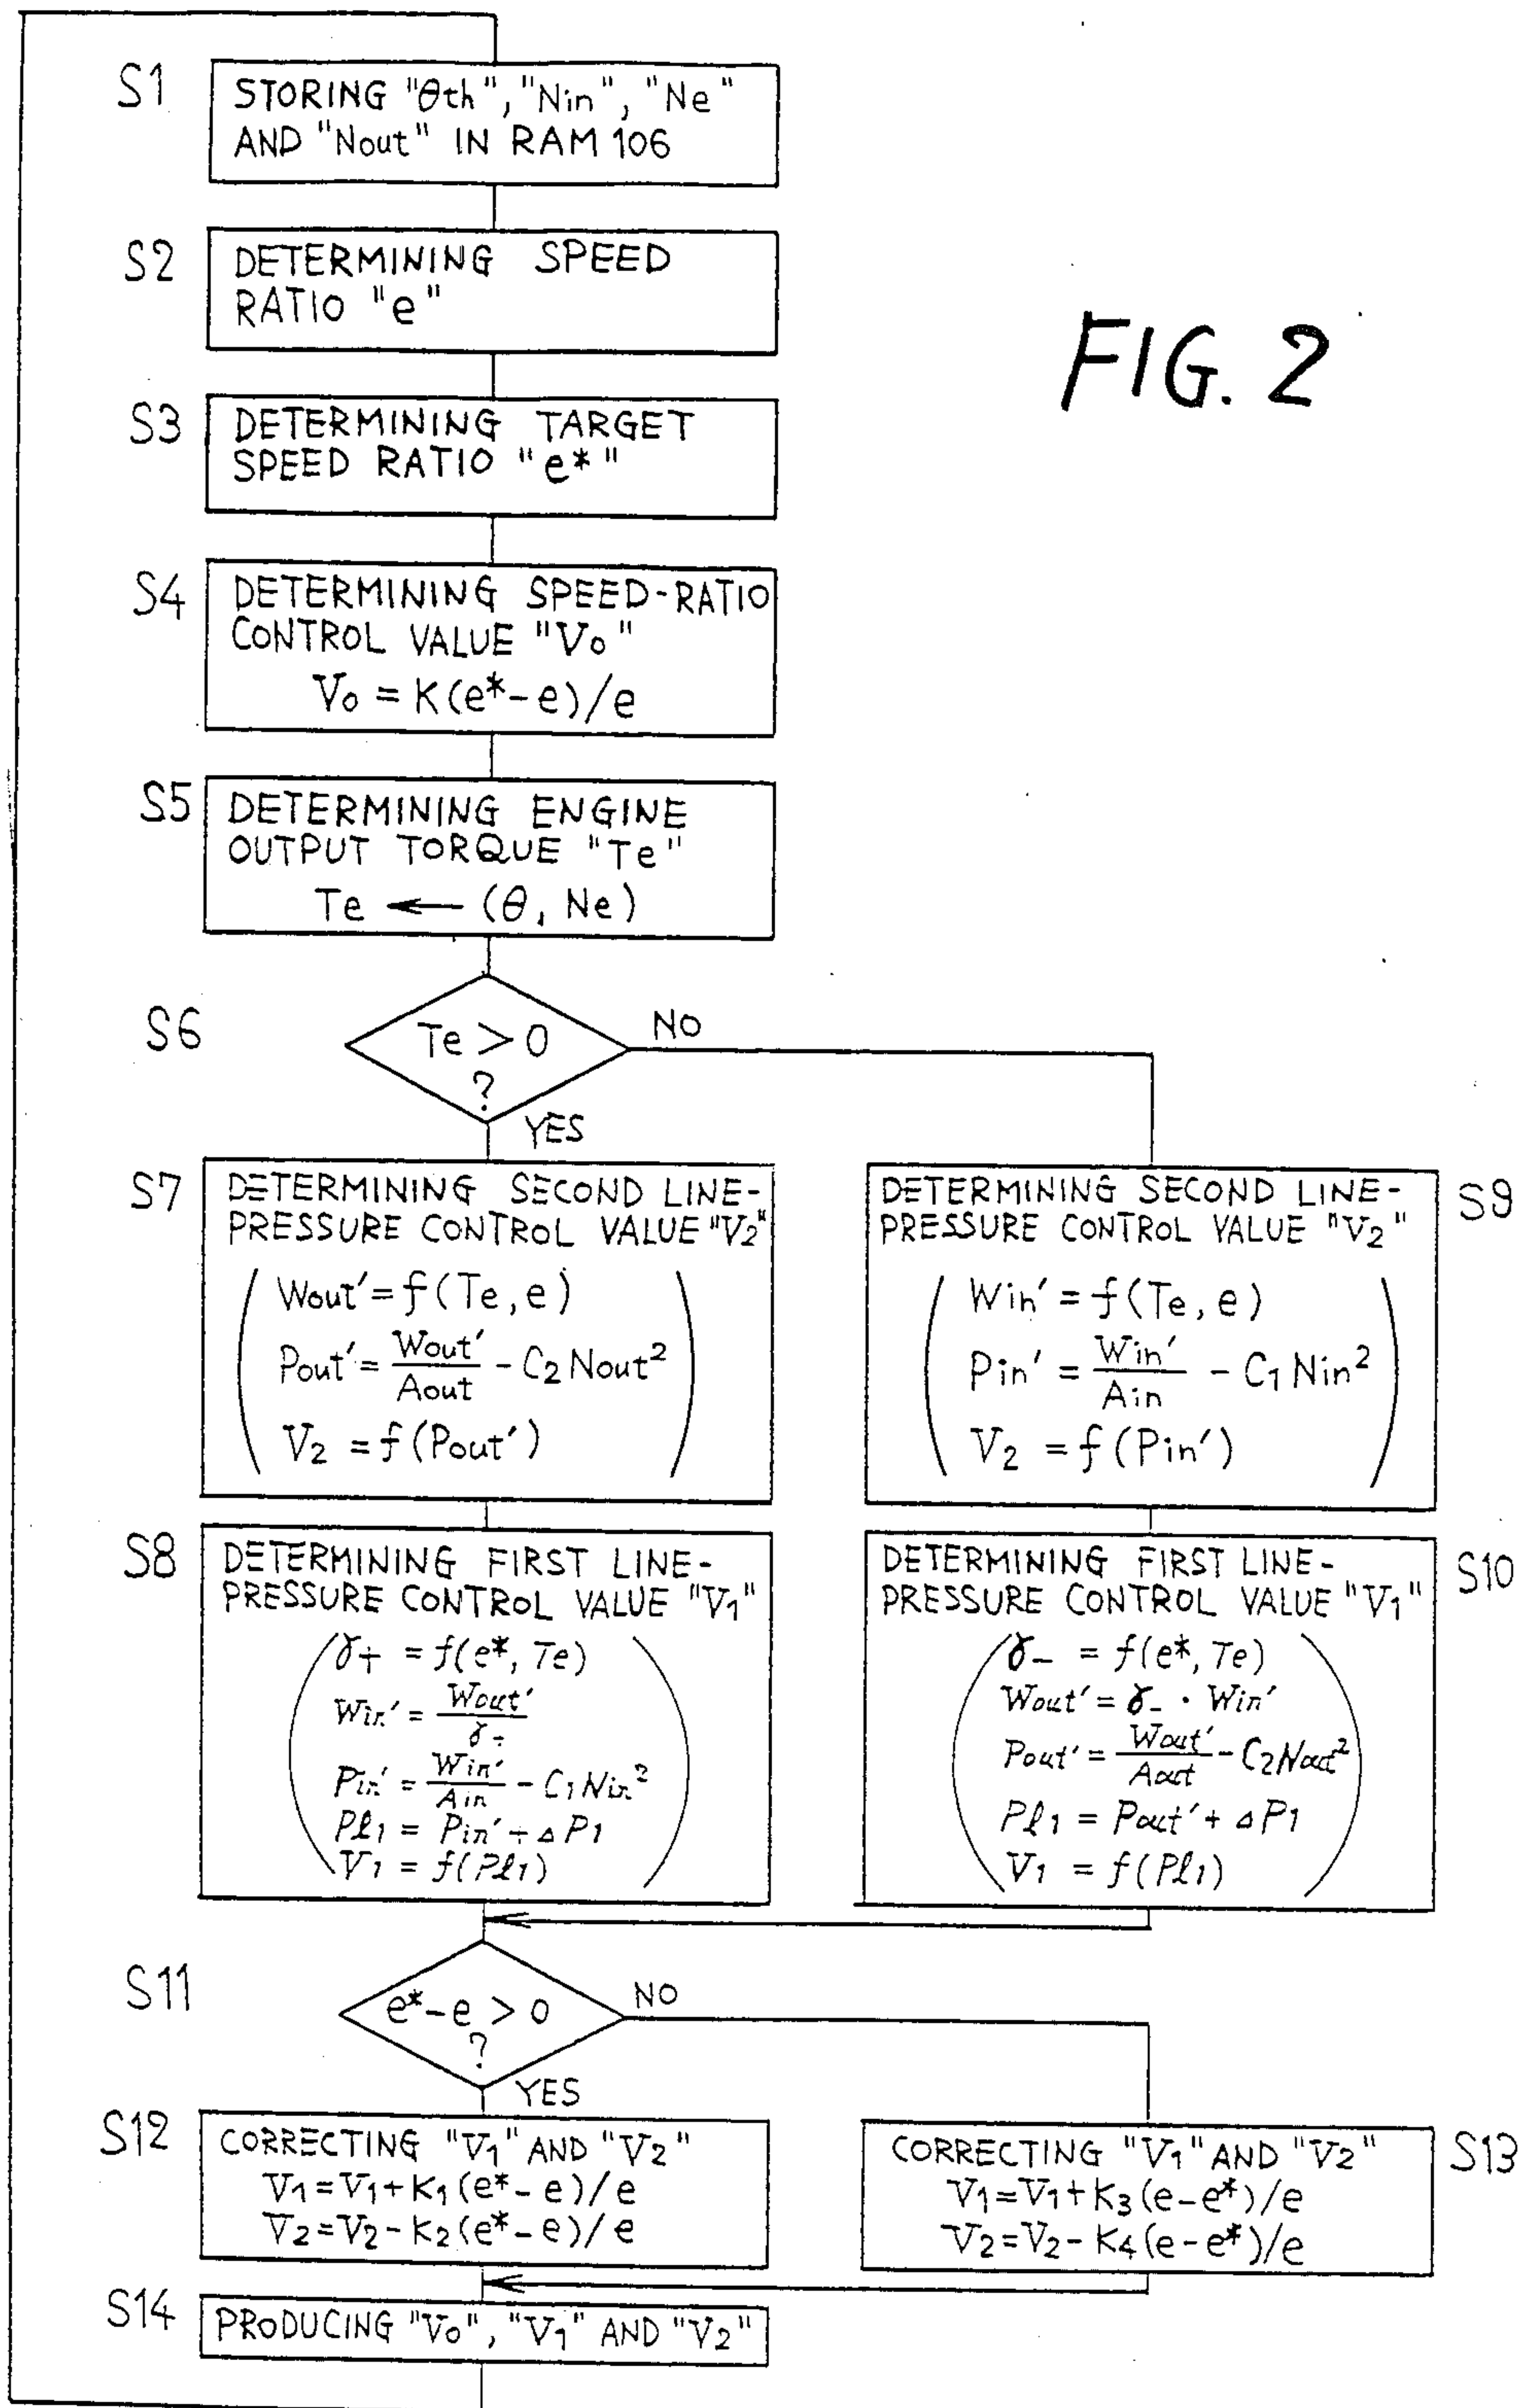 FIG. 2
S1
STORING "θth", "Nin", "Ne"
AND "Nout" IN RAM 106
S2
DETERMINING SPEED
RATIO "e"
S3
DETERMINING TARGET
SPEED RATIO "e*"
S4
DETERMINING SPEED-RATIO
CONTROL VALUE "V0"
V0 = K(e*-e)/e
S5
DETERMINING ENGINE
OUTPUT TORQUE "Te"
Te ← (θ, Ne)
S6
Te > 0
?
NO
YES
S7
DETERMINING SECOND LINE-
PRESSURE CONTROL VALUE "V2"
Wout' = f(Te, e)
Pout' = Wout'/Aout - C2 Nout²
V2 = f(Pout')
S9
DETERMINING SECOND LINE-
PRESSURE CONTROL VALUE "V2"
Win' = f(Te, e)
Pin' = Win'/Ain - C1 Nin²
V2 = f(Pin')
S8
DETERMINING FIRST LINE-
PRESSURE CONTROL VALUE "V1"
γ+ = f(e*, Te)
Win' = Wout'/γ+
Pin' = Win'/Ain - C1 Nin²
Pl1 = Pin' + ΔP1
V1 = f(Pl1)
S10
DETERMINING FIRST LINE-
PRESSURE CONTROL VALUE "V1"
γ- = f(e*, Te)
Wout' = γ- · Win'
Pout' = Wout'/Aout - C2 Nout²
Pl1 = Pout' + ΔP1
V1 = f(Pl1)
S11
e*-e > 0
?
NO
YES
S12
CORRECTING "V1" AND "V2"
V1=V1+K1(e*-e)/e
V2=V2-K2(e*-e)/e
S13
CORRECTING "V1" AND "V2"
V1=V1+K3(e-e*)/e
V2=V2-K4(e-e*)/e
S14
PRODUCING "V0", "V1" AND "V2"